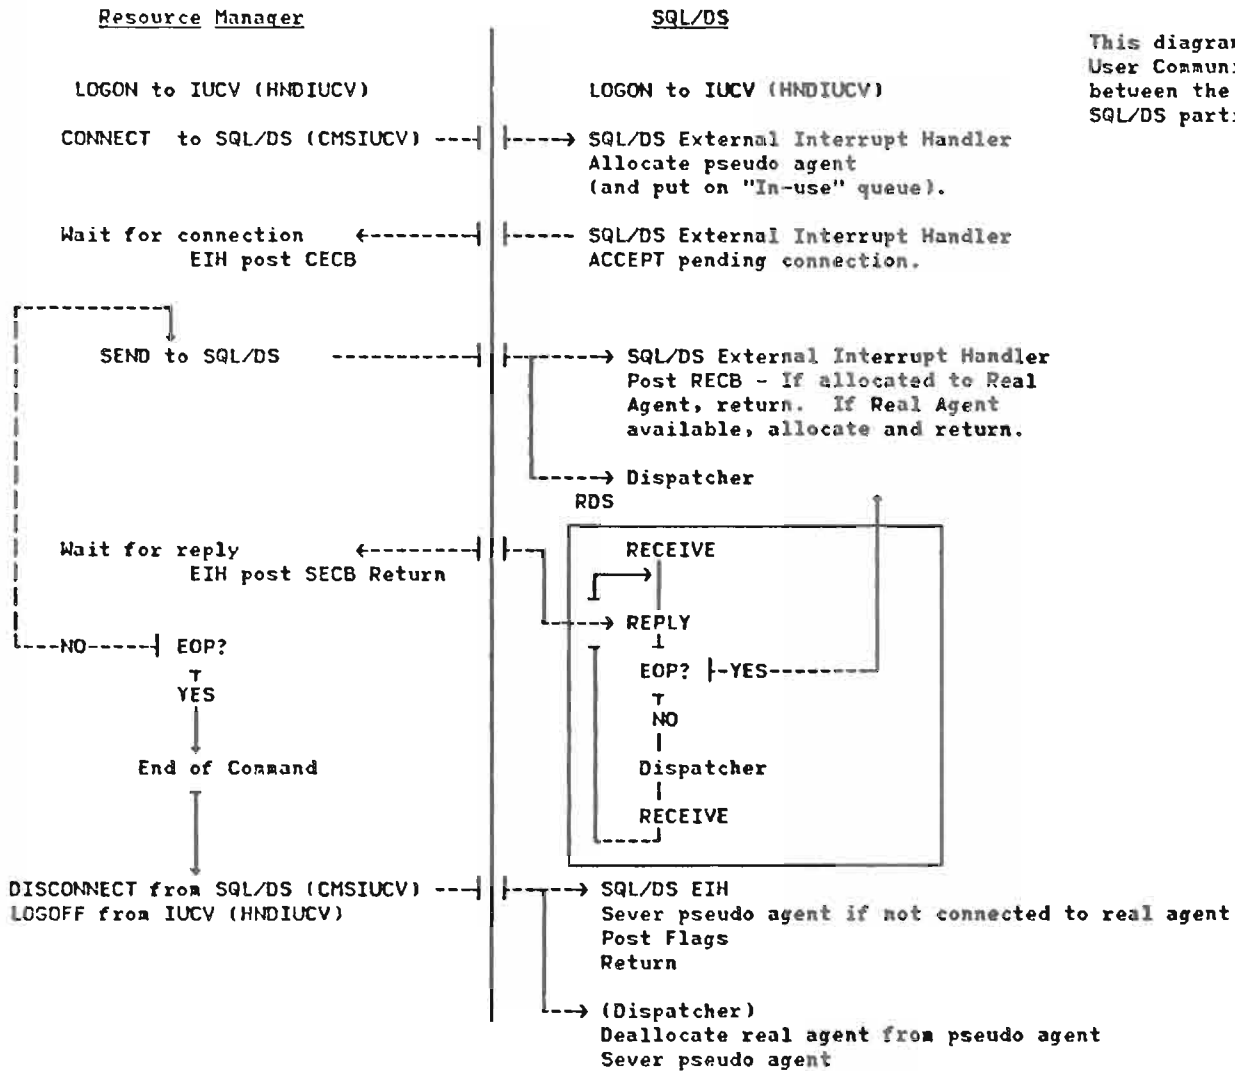 Resource Manager
SQL/DS
This diagram
User Communi
between the
SQL/DS parti
LOGON to IUCV (HNDIUCV)
LOGON to IUCV (HNDIUCV)
CONNECT to SQL/DS (CMSIUCV)
SQL/DS External Interrupt Handler
Allocate pseudo agent
(and put on "In-use" queue).
Wait for connection
EIH post CECB
SQL/DS External Interrupt Handler
ACCEPT pending connection.
SEND to SQL/DS
SQL/DS External Interrupt Handler
Post RECB - If allocated to Real
Agent, return. If Real Agent
available, allocate and return.
Dispatcher
RDS
Wait for reply
EIH post SECB Return
RECEIVE
REPLY
NO
EOP?
YES
EOP?
YES
NO
End of Command
Dispatcher
RECEIVE
DISCONNECT from SQL/DS (CMSIUCV)
LOGOFF from IUCV (HNDIUCV)
SQL/DS EIH
Sever pseudo agent if not connected to real agent
Post Flags
Return
(Dispatcher)
Deallocate real agent from pseudo agent
Sever pseudo agent